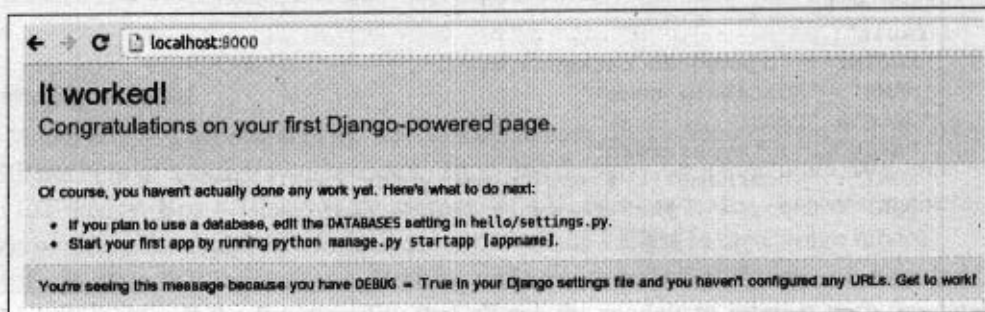 localhost:8000
It worked!
Congratulations on your first Django-powered page.
Of course, you haven't actually done any work yet. Here's what to do next:
• If you plan to use a database, edit the DATABASES setting in hello/settings.py.
• Start your first app by running python manage.py startapp [appname].
You're seeing this message because you have DEBUG = True in your Django settings file and you haven't configured any URLs. Get to work!